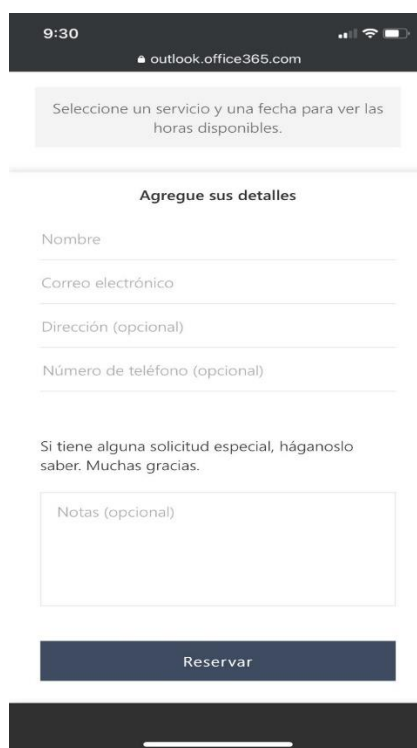 9:30
outlook.office365.com
Seleccione un servicio y una fecha para ver las
horas disponibles.
Agregue sus detalles
Nombre
Correo electrónico
Dirección (opcional)
Número de teléfono (opcional)
Si tiene alguna solicitud especial, háganoslo
saber. Muchas gracias.
Notas (opcional)
Reservar